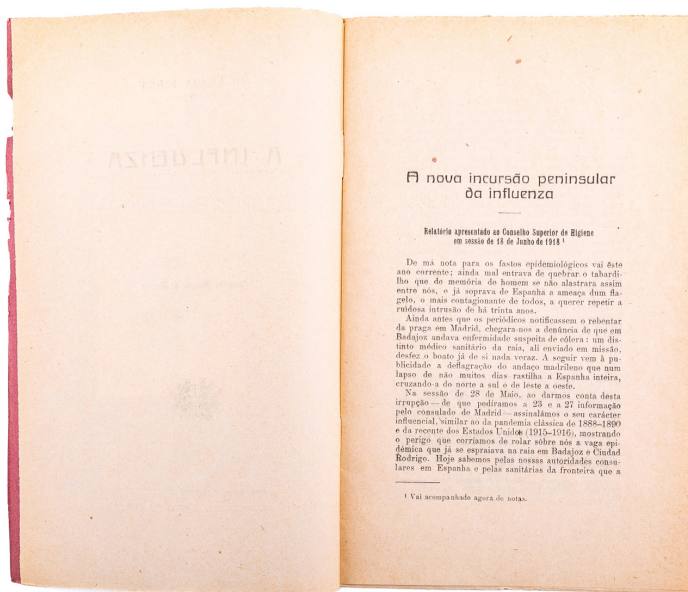 A INFLUENZA
A nova incursão peninsular
da influenza
Relatório apresentado ao Conselho Superior de Higiene
em sessão de 18 de Junho de 1918 ¹
De má nota para os fastos epidemiológicos vai êste
ano corrente; ainda mal entrava de quebrar o tabardi-
lho que de memória de homem se não alastrara assim
entre nós, e já soprava de Espanha a ameaça dum fla-
gelo, o mais contagionante de todos, a querer repetir a
ruidosa intrusão de há trinta anos.
Ainda antes que os periódicos notificassem o rebentar
da praga em Madrid, chegara-nos a denúncia de que em
Badajoz andava enfermidade suspeita de cólera: um dis-
tinto médico sanitário da raia, ali enviado em missão,
desfez o boato já de si nada veraz. A seguir vem à pu-
blicidade a deflagração do andaço madrileno que num
lapso de não muitos dias rastilha a Espanha inteira,
cruzando-a do norte a sul e de leste a oeste.
Na sessão de 28 de Maio, ao darmos conta desta
irrupção — de que pedíramos a 23 e a 27 informação
pelo consulado de Madrid — assinalámos o seu carácter
influencial, similar ao da pandemia clássica de 1888-1890
e da recente dos Estados Unidos (1915-1916), mostrando
o perigo que corríamos de rolar sôbre nós a vaga epi-
démica que já se espraiava na raia em Badajoz e Ciudad
Rodrigo. Hoje sabemos pelas nossas autoridades consu-
lares em Espanha e pelas sanitárias da fronteira que a
¹ Vai acompanhado agora de notas.